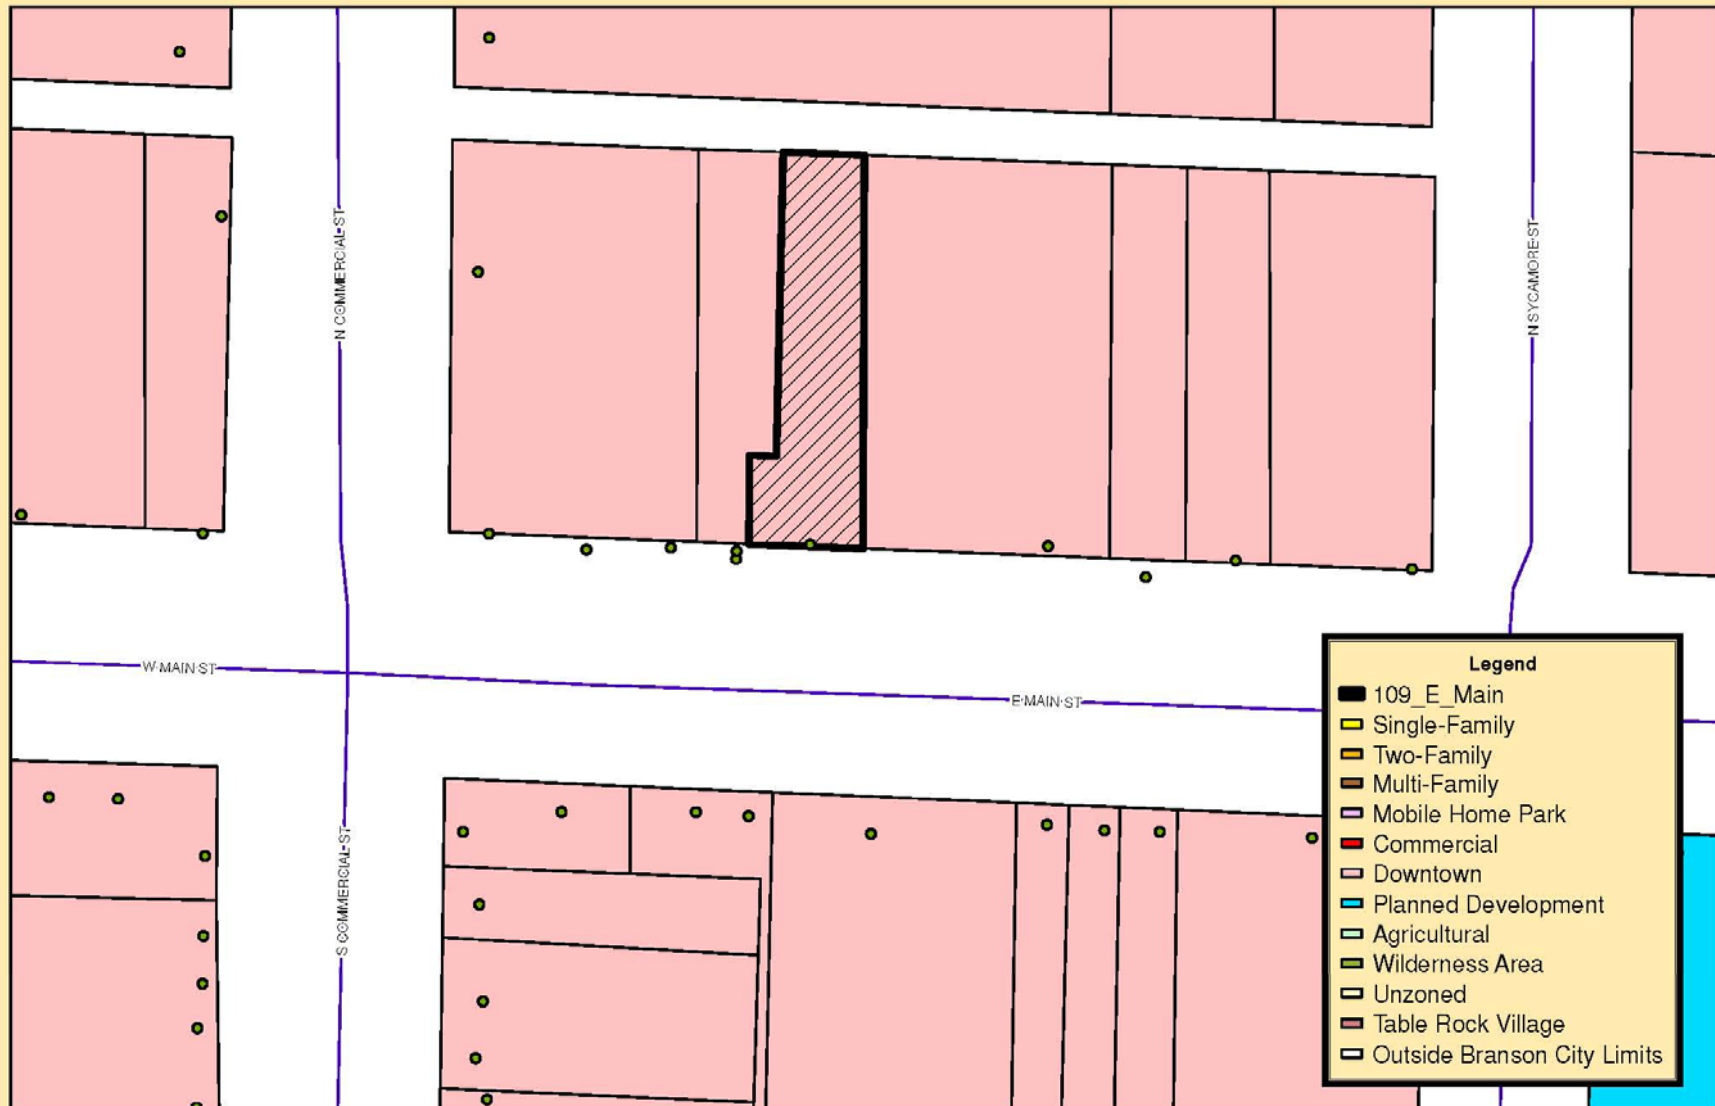 N COMMERCIAL ST
N SYCAMORE ST
W MAIN ST
E MAIN ST
S COMMERCIAL ST
Legend
109_E_Main
Single-Family
Two-Family
Multi-Family
Mobile Home Park
Commercial
Downtown
Planned Development
Agricultural
Wilderness Area
Unzoned
Table Rock Village
Outside Branson City Limits